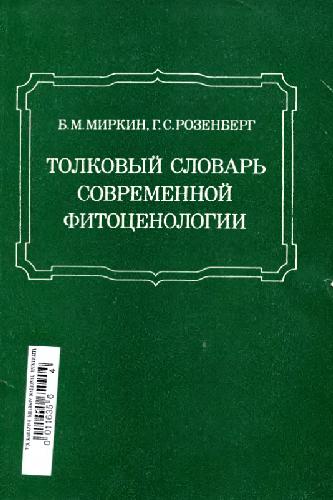 Б. М. МИРКИН, Г. С. РОЗЕНБЕРГ
ТОЛКОВЫЙ СЛОВАРЬ
СОВРЕМЕННОЙ
ФИТОЦЕНОЛОГИИ